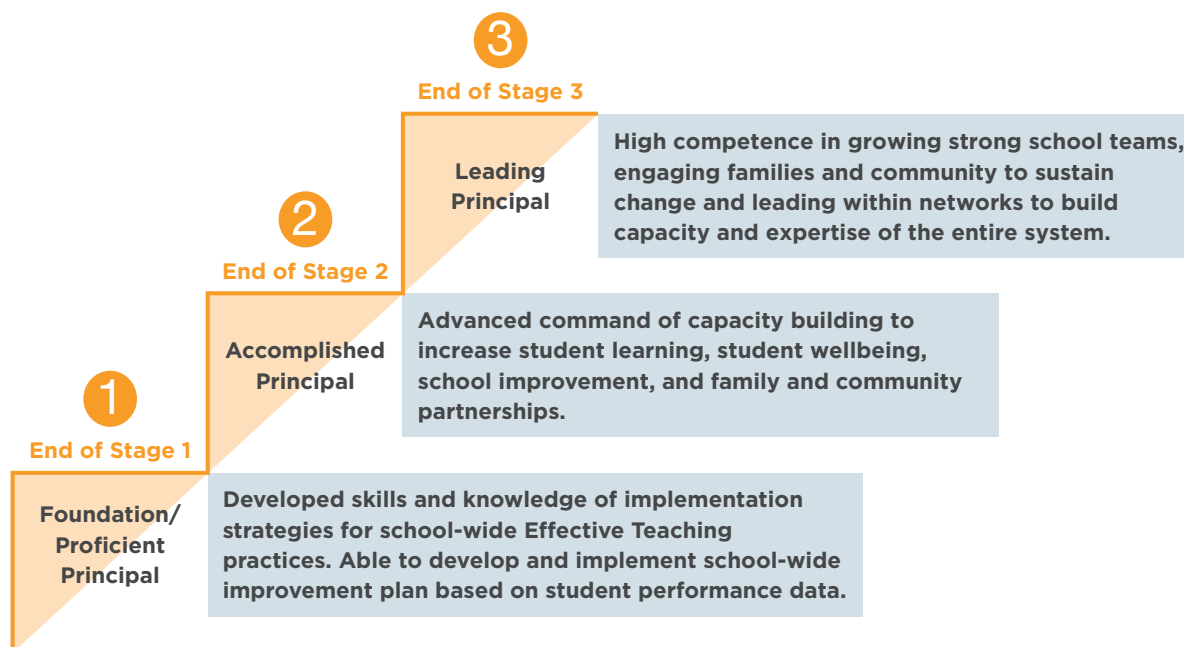 3
End of Stage 3
Leading
Principal
High competence in growing strong school teams,
engaging families and community to sustain
change and leading within networks to build
capacity and expertise of the entire system.
2
End of Stage 2
Accomplished
Principal
Advanced command of capacity building to
increase student learning, student wellbeing,
school improvement, and family and community
partnerships.
1
End of Stage 1
Foundation/
Proficient
Principal
Developed skills and knowledge of implementation
strategies for school-wide Effective Teaching
practices. Able to develop and implement school-wide
improvement plan based on student performance data.